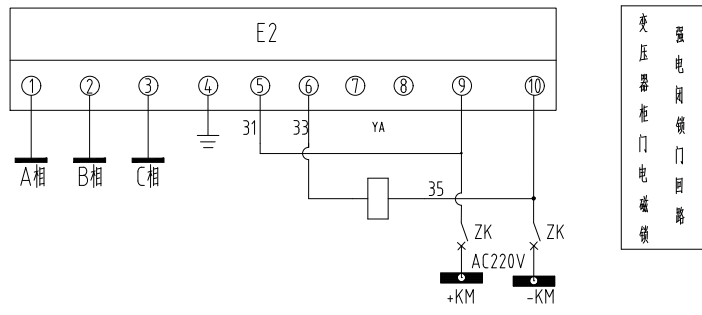 E2
① ② ③ ④ ⑤ ⑥ ⑦ ⑧ ⑨ ⑩
31 33 YA
A相 B相 C相
35
ZK ZK
AC220V
+KM -KM
变压器柜门电磁锁
强电闭锁门回路